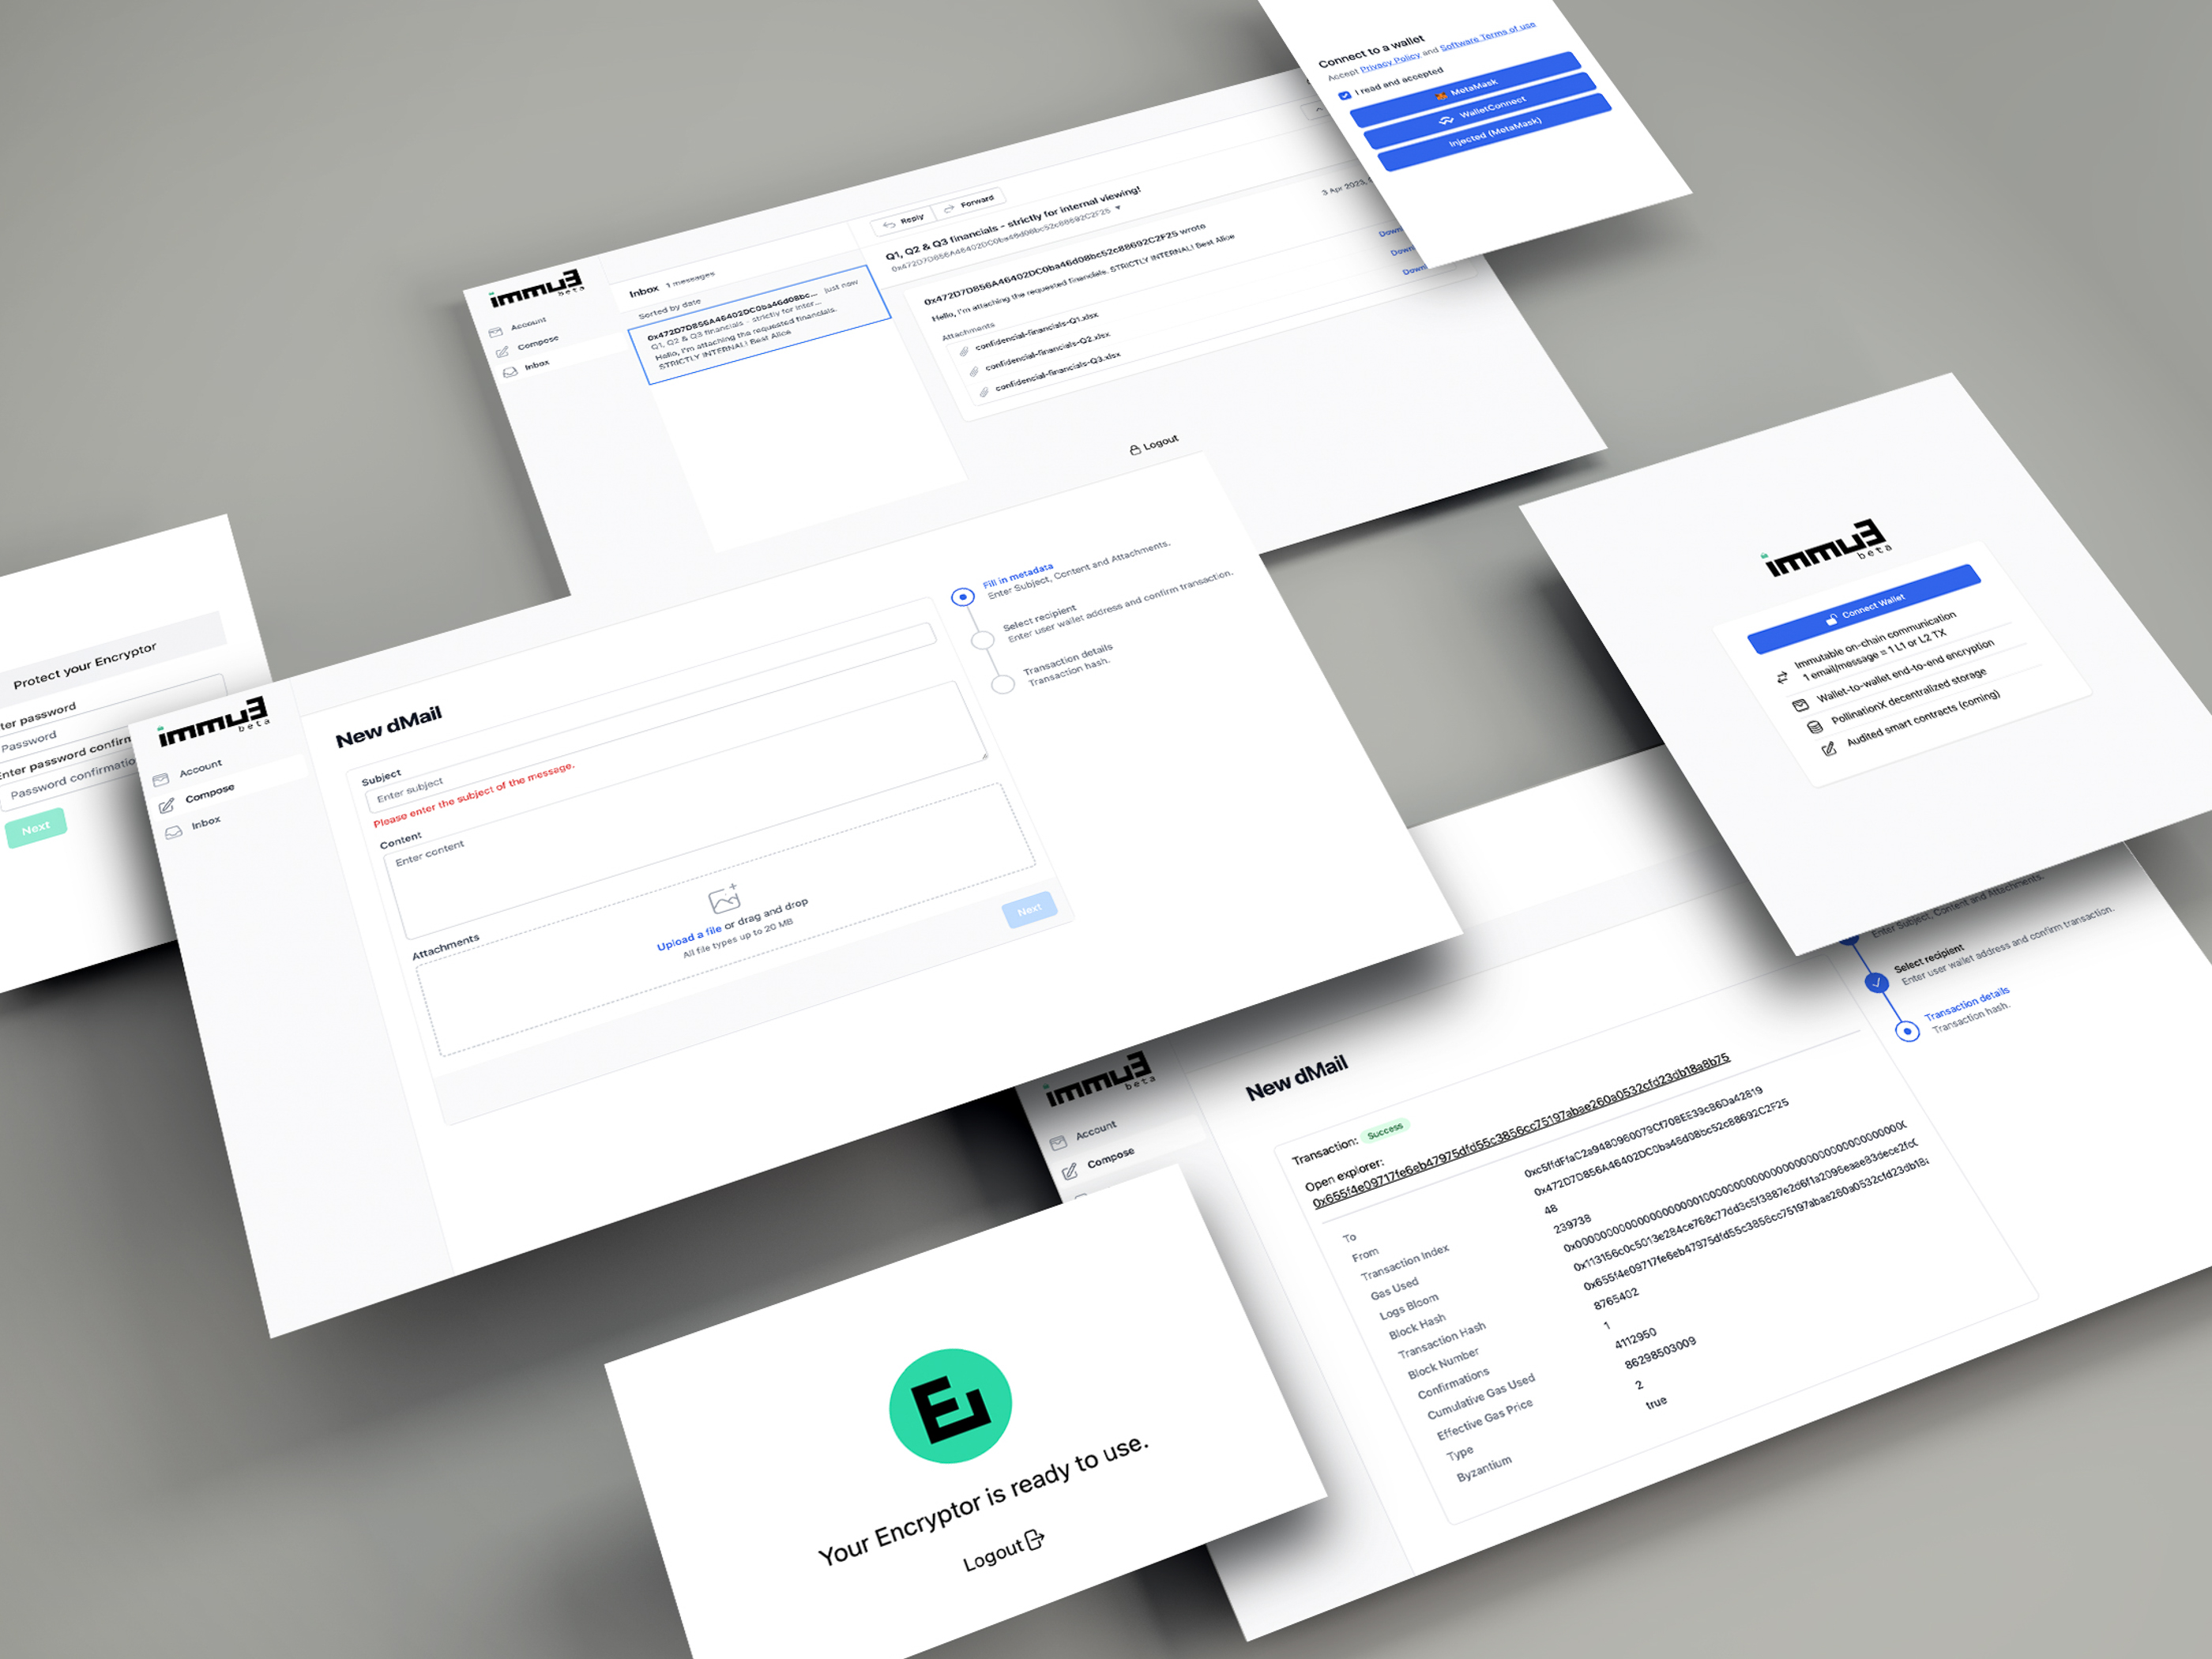 Connect to a wallet
Accept Privacy Policy and Software Terms of use
I read and accepted
MetaMask
WalletConnect
Injected (MetaMask)
immu3
beta
Account
Compose
Inbox
Inbox 1 messages
Sorted by date
0x472D7D856A46402DC0ba46d08bc... just now
Q1, Q2 & Q3 financials - strictly for inter...
Hello, I'm attaching the requested financials.
STRICTLY INTERNAL! Best Alice
Reply
Forward
Q1, Q2 & Q3 financials - strictly for internal viewing!
0x472D7D856A46402DC0ba46d08bc52c88692C2F25
3 Apr 2023,
0x472D7D856A46402DC0ba46d08bc52c88692C2F25 wrote
Hello, I'm attaching the requested financials. STRICTLY INTERNAL! Best Alice
Attachments
confidencial-financials-Q1.xlsx
Downl
confidencial-financials-Q2.xlsx
Downl
confidencial-financials-Q3.xlsx
Downl
Logout
immu3
beta
Connect Wallet
Immutable on-chain communication
1 email/message = 1 L1 or L2 TX
Wallet-to-wallet end-to-end encryption
PollinationX decentralized storage
Audited smart contracts (coming)
Protect your Encryptor
ter password
Password
Enter password confirm
Password confirmatio
Next
immu3
beta
Account
Compose
Inbox
New dMail
Subject
Enter subject
Please enter the subject of the message.
Content
Enter content
Attachments
Upload a file or drag and drop
All file types up to 20 MB
Next
Fill in metadata
Enter Subject, Content and Attachments.
Select recipient
Enter user wallet address and confirm transaction.
Transaction details
Transaction hash.
immu3
beta
Account
Compose
New dMail
Transaction: Success
Open explorer:
0x655f4e09717fe6eb47975dfd55c3856cc75197abae260a0532cfd23db18a8b75
To 0xc5ffdFfaC2a9480960079Cf708EE39cB6Da42819
From 0x472D7D856A46402DC0ba46d08bc52c88692C2F25
Transaction Index 48
Gas Used 239738
Logs Bloom
Block Hash
Transaction Hash 0x655f4e09717fe6eb47975dfd55c3856cc75197abae260a0532cfd23db18
Block Number 8765402
Confirmations 1
Cumulative Gas Used 4112950
Effective Gas Price 86298503009
Type 2
Byzantium true
Enter Subject, Content and Attachments.
Select recipient
Enter user wallet address and confirm transaction.
Transaction details
Transaction hash.
Your Encryptor is ready to use.
Logout